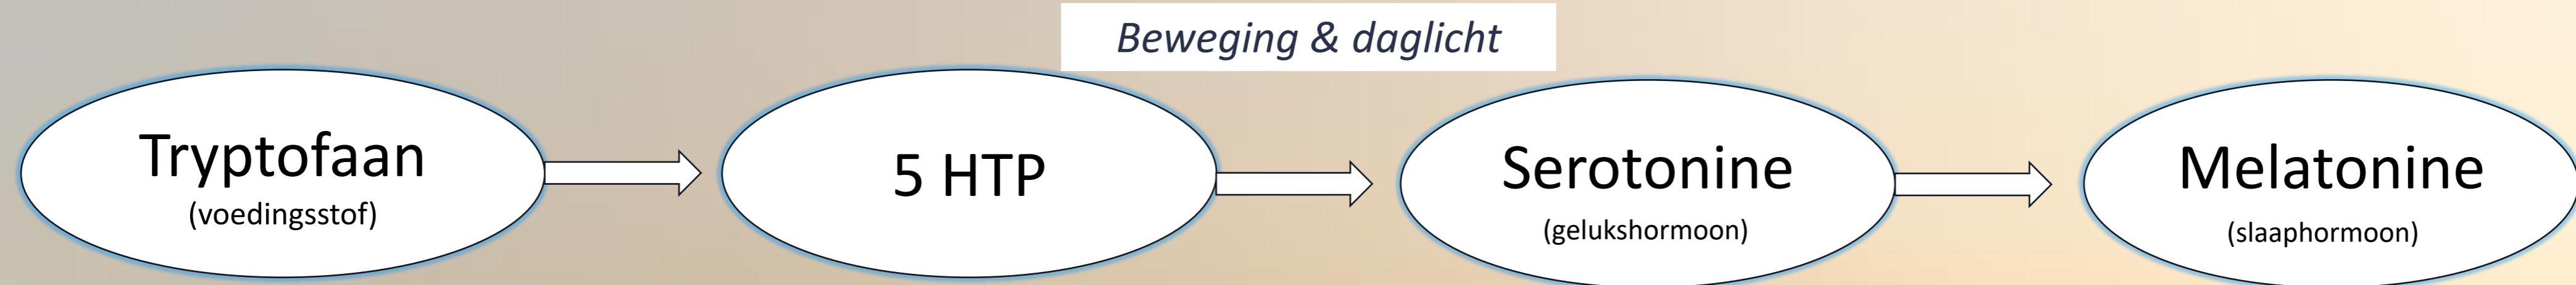 Beweging & daglicht
Tryptofaan
(voedingsstof)
5 HTP
Serotonine
(gelukshormoon)
Melatonine
(slaaphormoon)